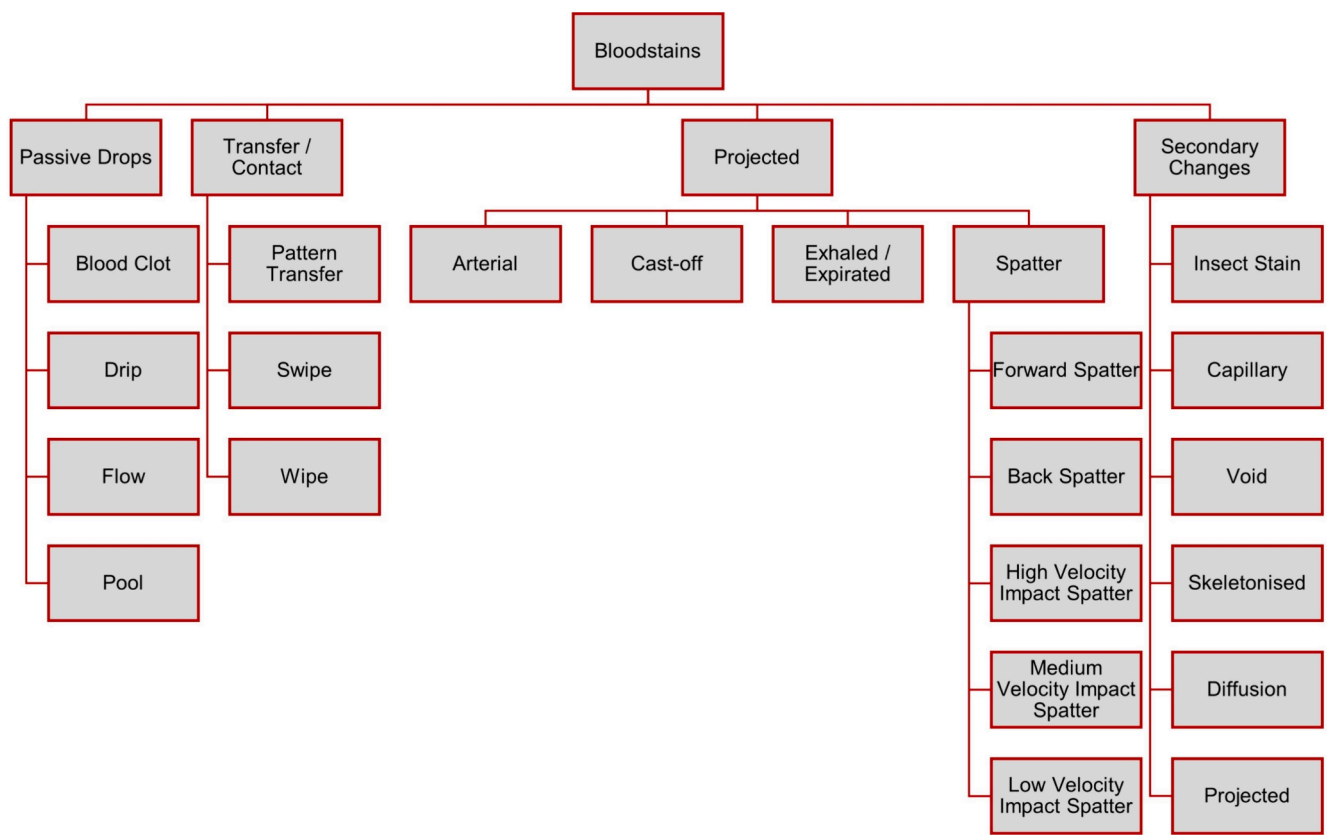 Bloodstains
Passive Drops
Transfer /
Contact
Projected
Secondary
Changes
Blood Clot
Pattern
Transfer
Arterial
Cast-off
Exhaled /
Expirated
Spatter
Insect Stain
Drip
Swipe
Forward Spatter
Capillary
Flow
Wipe
Back Spatter
Void
Pool
High Velocity
Impact Spatter
Skeletonised
Medium
Velocity Impact
Spatter
Diffusion
Low Velocity
Impact Spatter
Projected